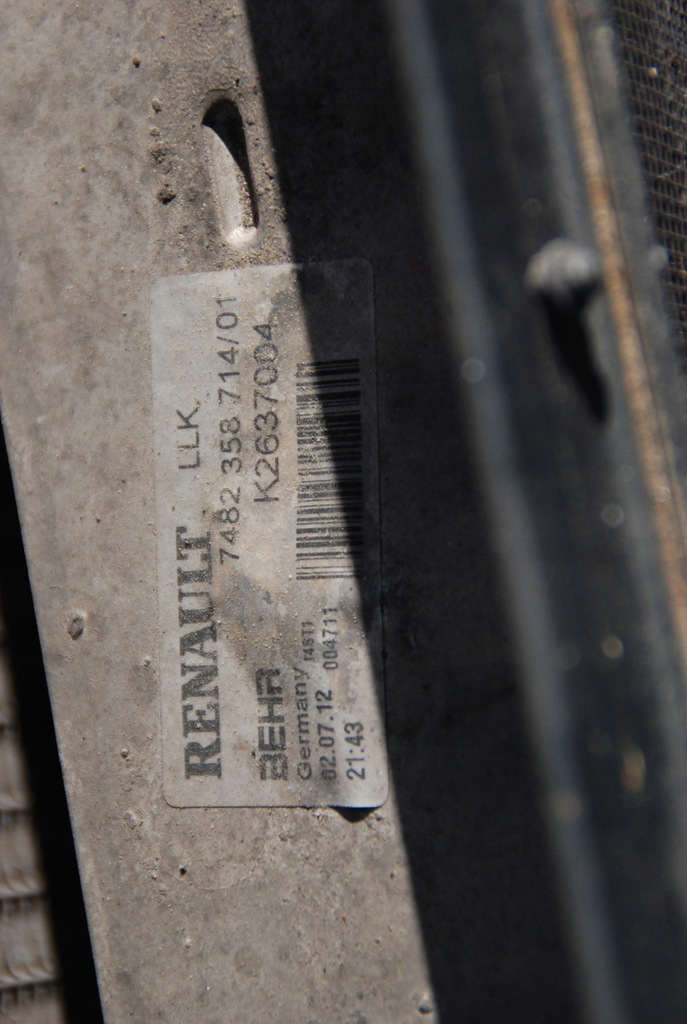 RENAULT LLK
7482 358 714/01
K2637004
BEHR
Germany
02.07.12 004711
21:43